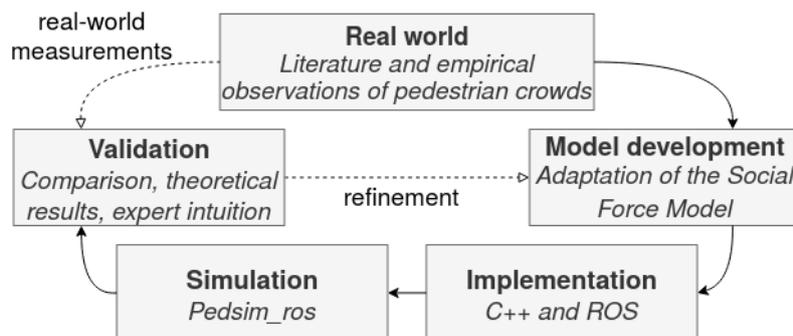 real-world
measurements
Real world
Literature and empirical
observations of pedestrian crowds
Validation
Comparison, theoretical
results, expert intuition
refinement
Model development
Adaptation of the Social
Force Model
Simulation
Pedsim_ros
Implementation
C++ and ROS